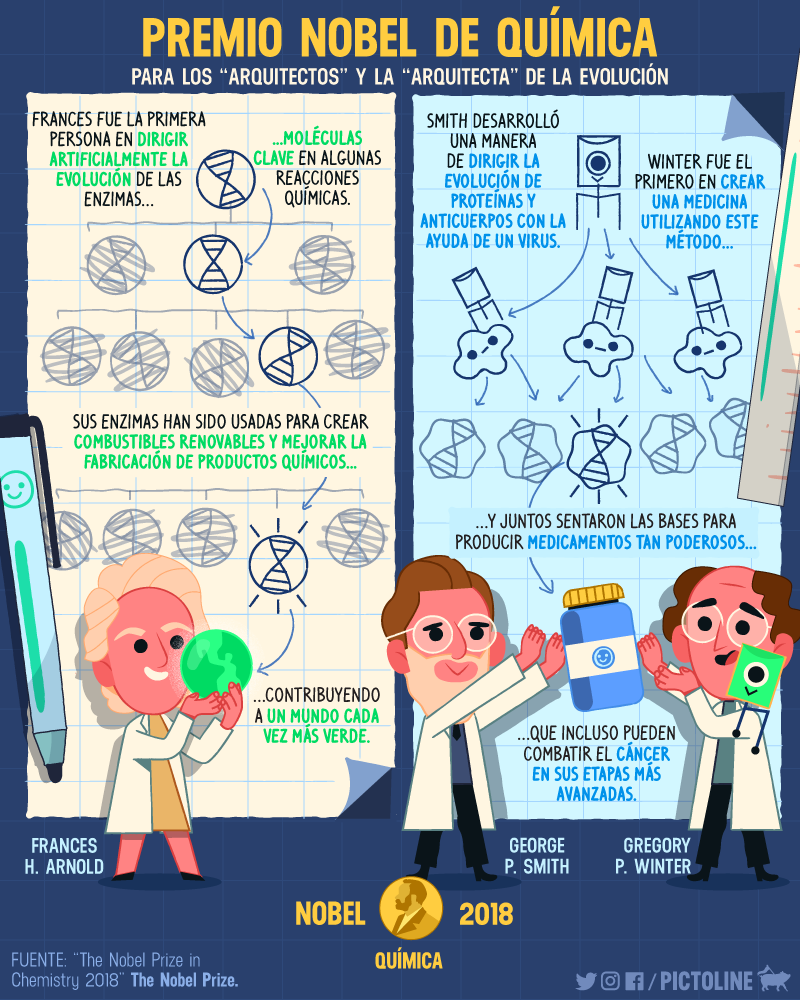 PREMIO NOBEL DE QUÍMICA
PARA LOS “ARQUITECTOS” Y LA “ARQUITECTA” DE LA EVOLUCIÓN
FRANCES FUE LA PRIMERA
PERSONA EN DIRIGIR
ARTIFICIALMENTE LA
EVOLUCIÓN DE LAS
ENZIMAS...
...MOLÉCULAS
CLAVE EN ALGUNAS
REACCIONES
QUÍMICAS.
SUS ENZIMAS HAN SIDO USADAS PARA CREAR
COMBUSTIBLES RENOVABLES Y MEJORAR LA
FABRICACIÓN DE PRODUCTOS QUÍMICOS...
...CONTRIBUYENDO
A UN MUNDO CADA
VEZ MÁS VERDE.
FRANCES
H. ARNOLD
SMITH DESARROLLÓ
UNA MANERA
DE DIRIGIR LA
EVOLUCIÓN DE
PROTEÍNAS Y
ANTICUERPOS CON LA
AYUDA DE UN VIRUS.
WINTER FUE EL
PRIMERO EN CREAR
UNA MEDICINA
UTILIZANDO ESTE
MÉTODO...
...Y JUNTOS SENTARON LAS BASES PARA
PRODUCIR MEDICAMENTOS TAN PODEROSOS...
...QUE INCLUSO PUEDEN
COMBATIR EL CÁNCER
EN SUS ETAPAS MÁS
AVANZADAS.
GEORGE
P. SMITH
GREGORY
P. WINTER
NOBEL 2018
QUÍMICA
FUENTE: “The Nobel Prize in
Chemistry 2018” The Nobel Prize.
/ PICTOLINE